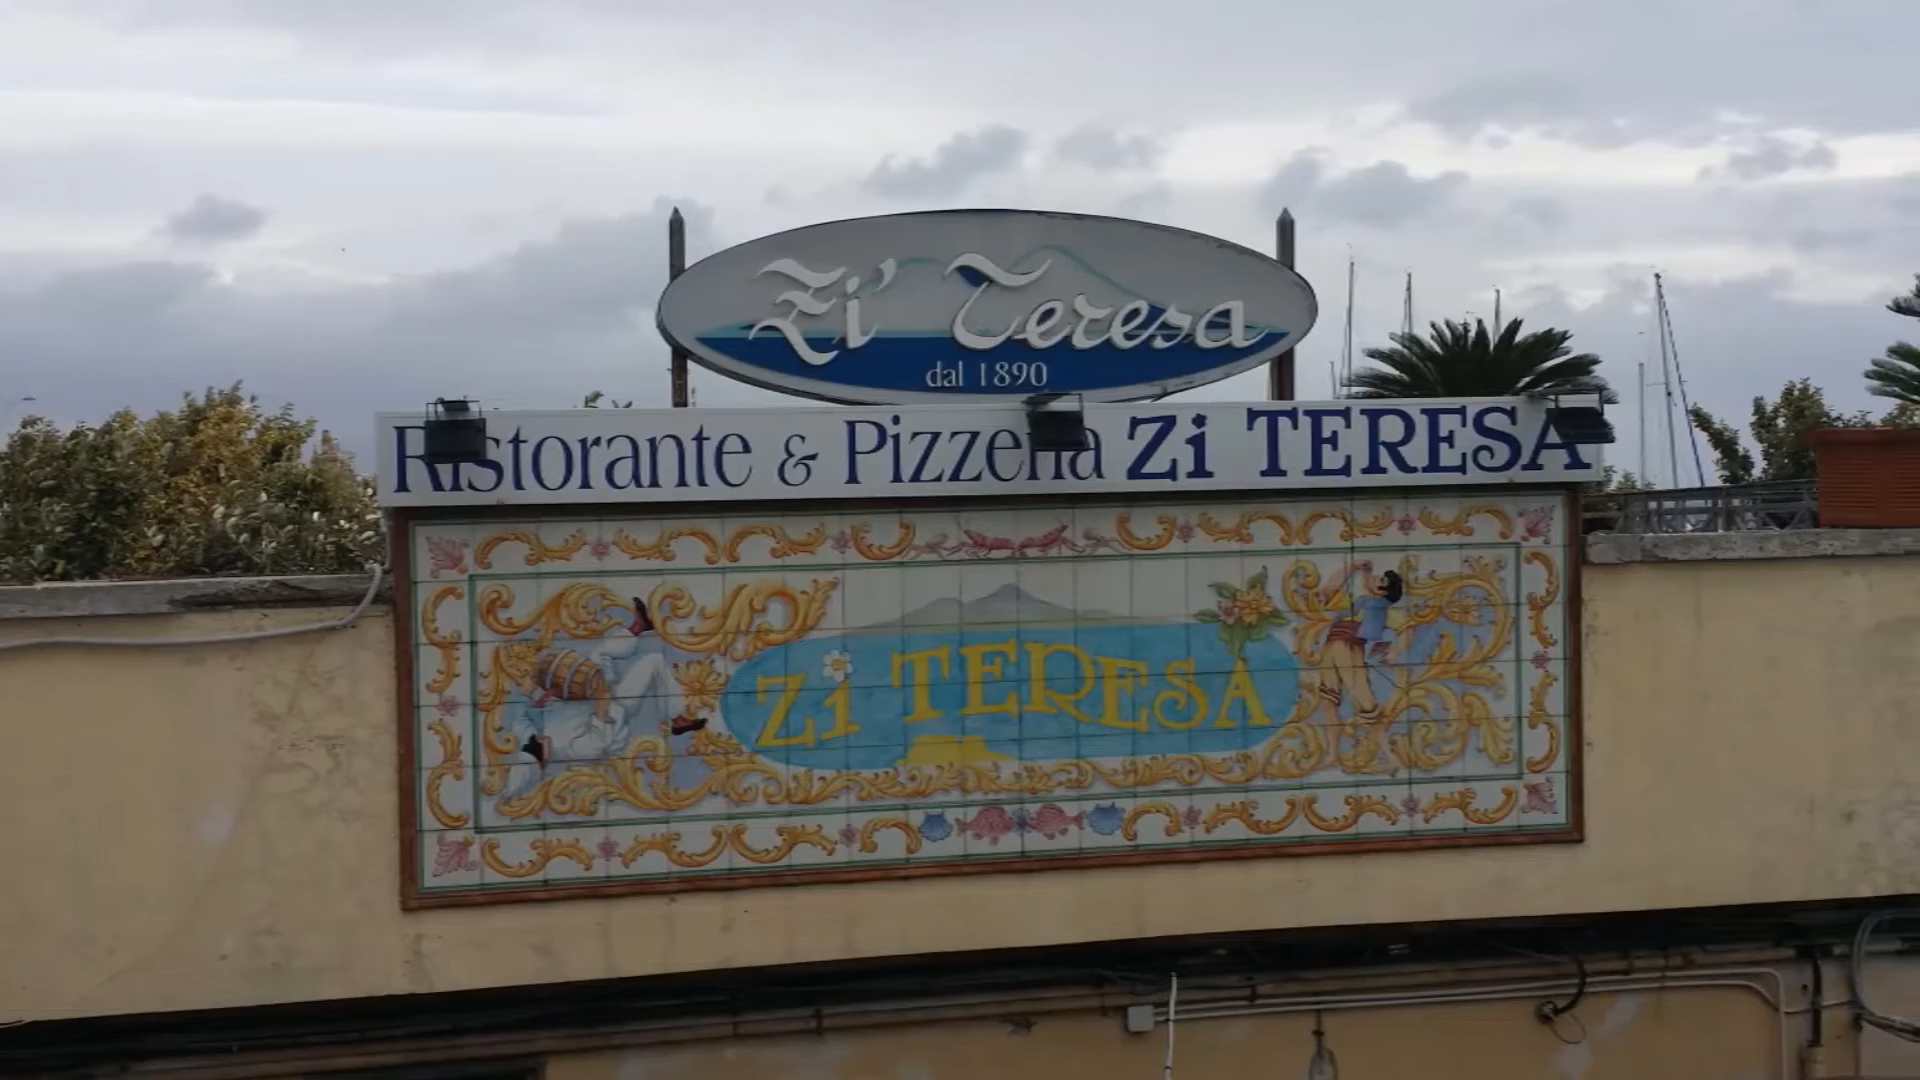 Zi' Teresa
dal 1890
Ristorante & Pizzeria Zi TERESA
Zi TERESA